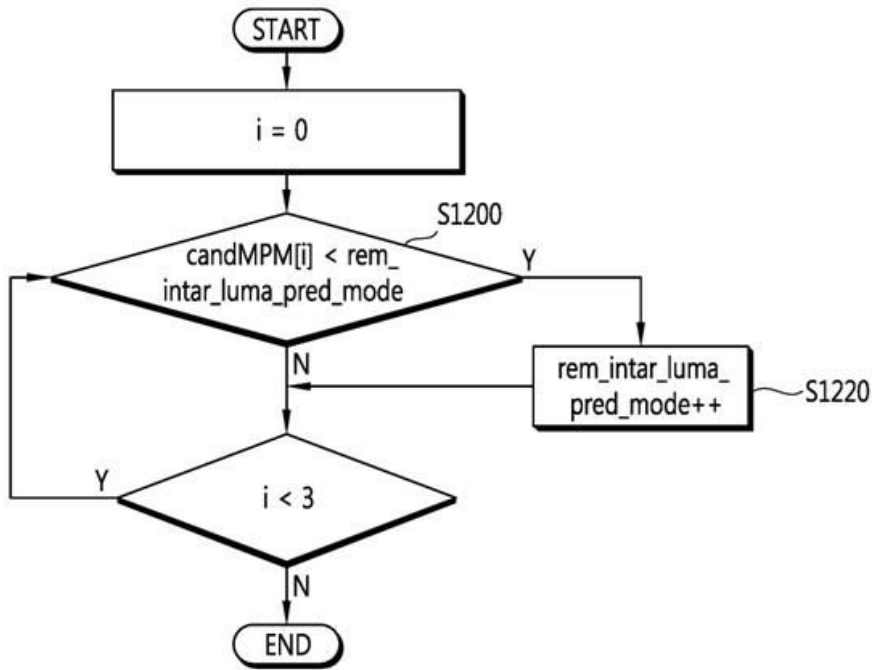 START
i = 0
S1200
candMPM[i] < rem_
intar_luma_pred_mode
Y
N
rem_intar_luma_
pred_mode++
S1220
Y
i < 3
N
END